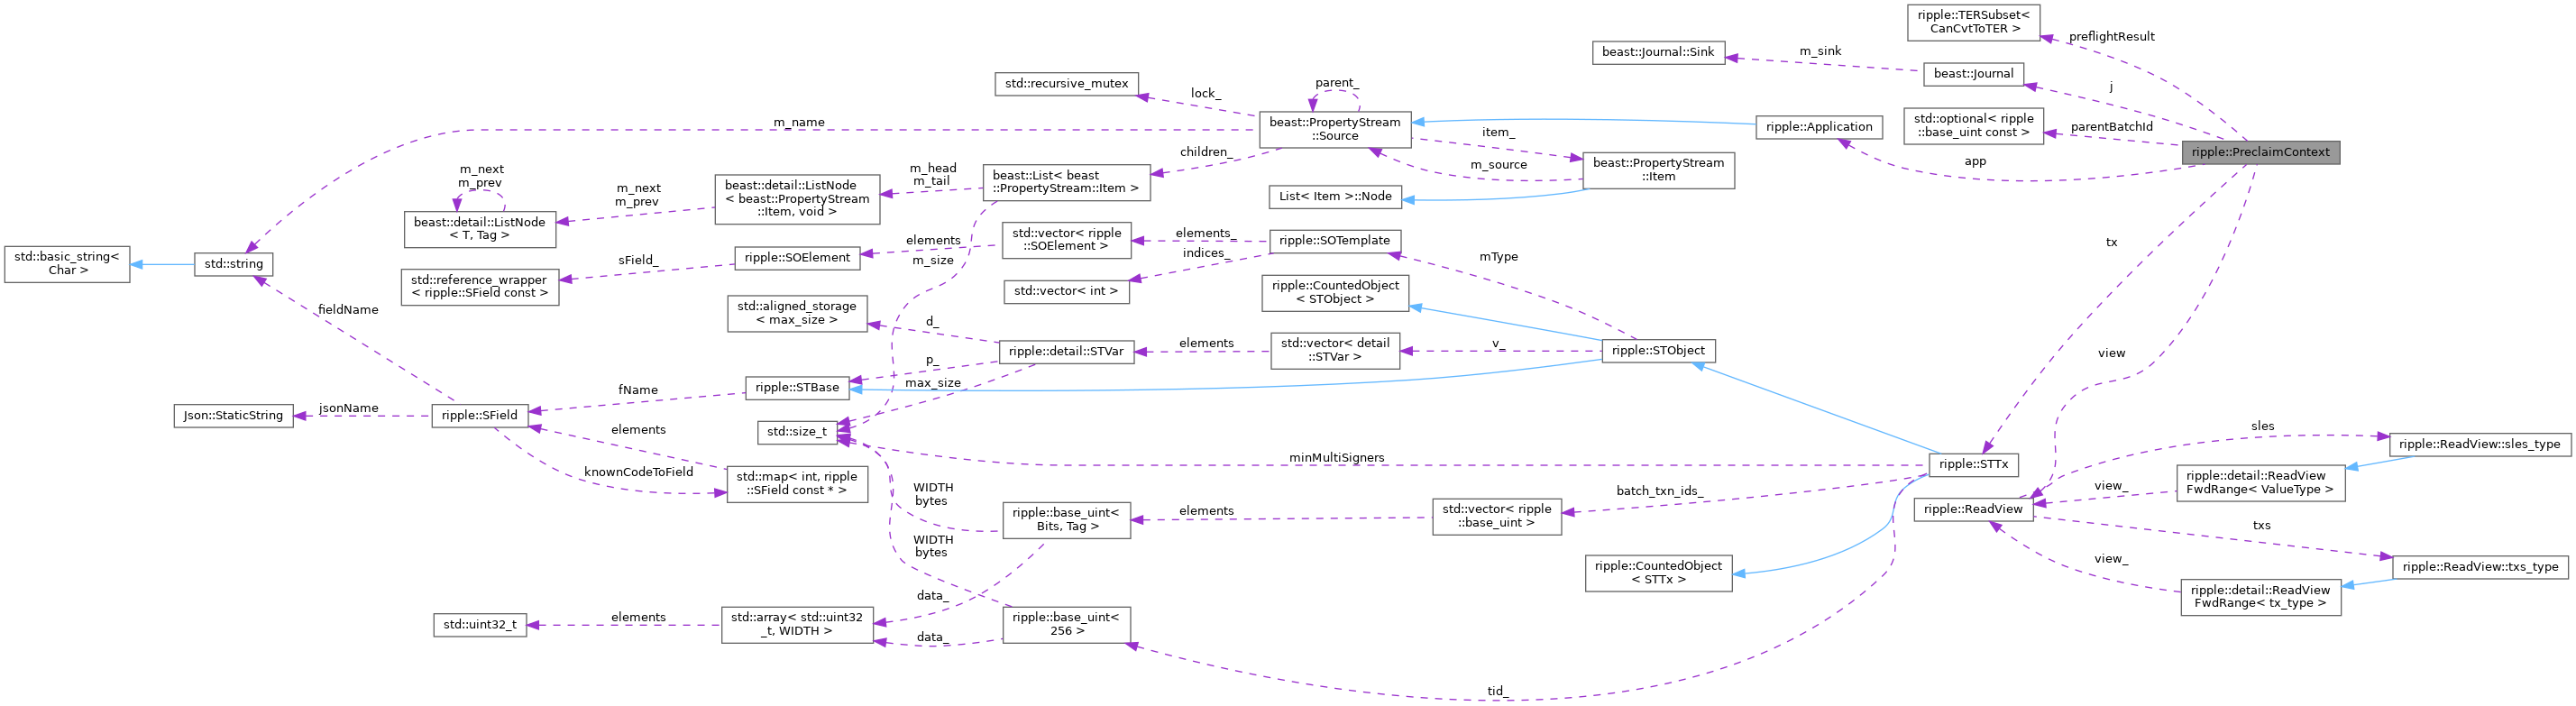 ripple::TERSubset<
CanCvtToTER >
preflightResult
beast::Journal::Sink
m_sink
beast::Journal
j
std::recursive_mutex
lock_
parent_
beast::PropertyStream
::Source
ripple::Application
std::optional< ripple
::base_uint const >
parentBatchId
ripple::PreclaimContext
m_name
item_
app
children_
m_source
beast::PropertyStream
::Item
m_next
m_prev
m_head
m_tail
beast::List< beast
::PropertyStream::Item >
m_next
m_prev
beast::detail::ListNode
< beast::PropertyStream
::Item, void >
List< Item >::Node
beast::detail::ListNode
< T, Tag >
std::vector< ripple
::SOElement >
elements_
ripple::SOTemplate
elements
indices_
tx
std::basic_string<
Char >
std::string
sField_
ripple::SOElement
m_size
mType
std::reference_wrapper
< ripple::SField const >
std::vector< int >
ripple::CountedObject
< STObject >
fieldName
std::aligned_storage
< max_size >
d_
ripple::detail::STVar
elements
std::vector< detail
::STVar >
v_
ripple::STObject
view
p_
max_size
ripple::STBase
fName
Json::StaticString
jsonName
ripple::SField
elements
std::size_t
sles
ripple::ReadView::sles_type
minMultiSigners
ripple::STTx
knownCodeToField
std::map< int, ripple
::SField const * >
WIDTH
bytes
ripple::base_uint<
Bits, Tag >
elements
std::vector< ripple
::base_uint >
batch_txn_ids_
ripple::ReadView
view_
ripple::detail::ReadView
FwdRange< ValueType >
txs
WIDTH
bytes
ripple::CountedObject
< STTx >
view_
ripple::ReadView::txs_type
ripple::detail::ReadView
FwdRange< tx_type >
data_
std::uint32_t
elements
std::array< std::uint32
_t, WIDTH >
data_
ripple::base_uint<
256 >
tid_